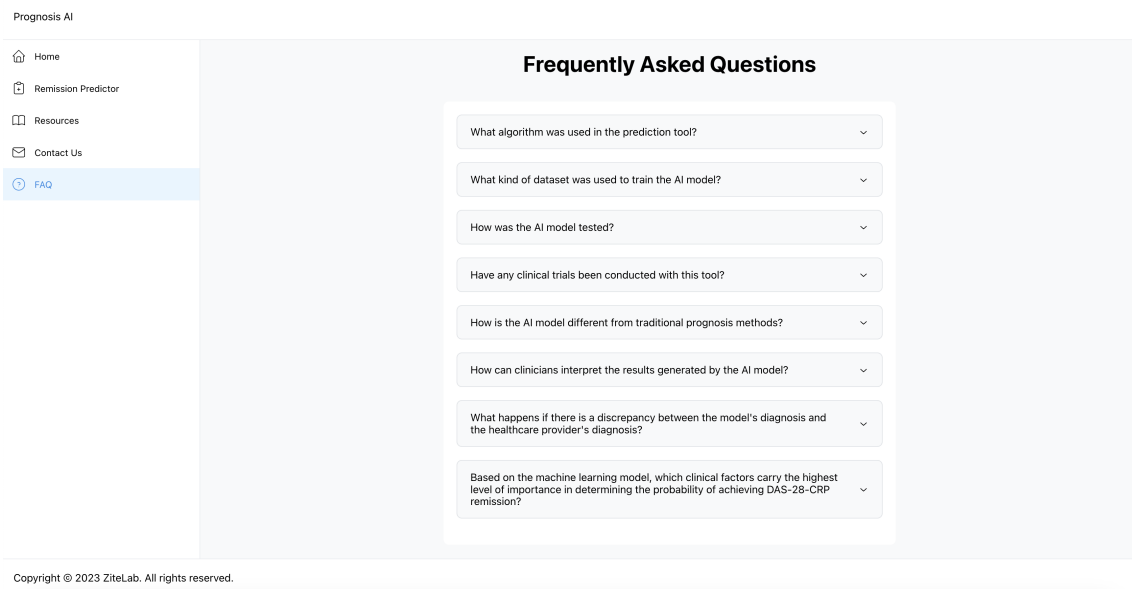 Prognosis AI
Home
Remission Predictor
Resources
Contact Us
FAQ
Frequently Asked Questions
What algorithm was used in the prediction tool?
What kind of dataset was used to train the AI model?
How was the AI model tested?
Have any clinical trials been conducted with this tool?
How is the AI model different from traditional prognosis methods?
How can clinicians interpret the results generated by the AI model?
What happens if there is a discrepancy between the model's diagnosis and
the healthcare provider's diagnosis?
Based on the machine learning model, which clinical factors carry the highest
level of importance in determining the probability of achieving DAS-28-CRP
remission?
Copyright © 2023 ZiteLab. All rights reserved.